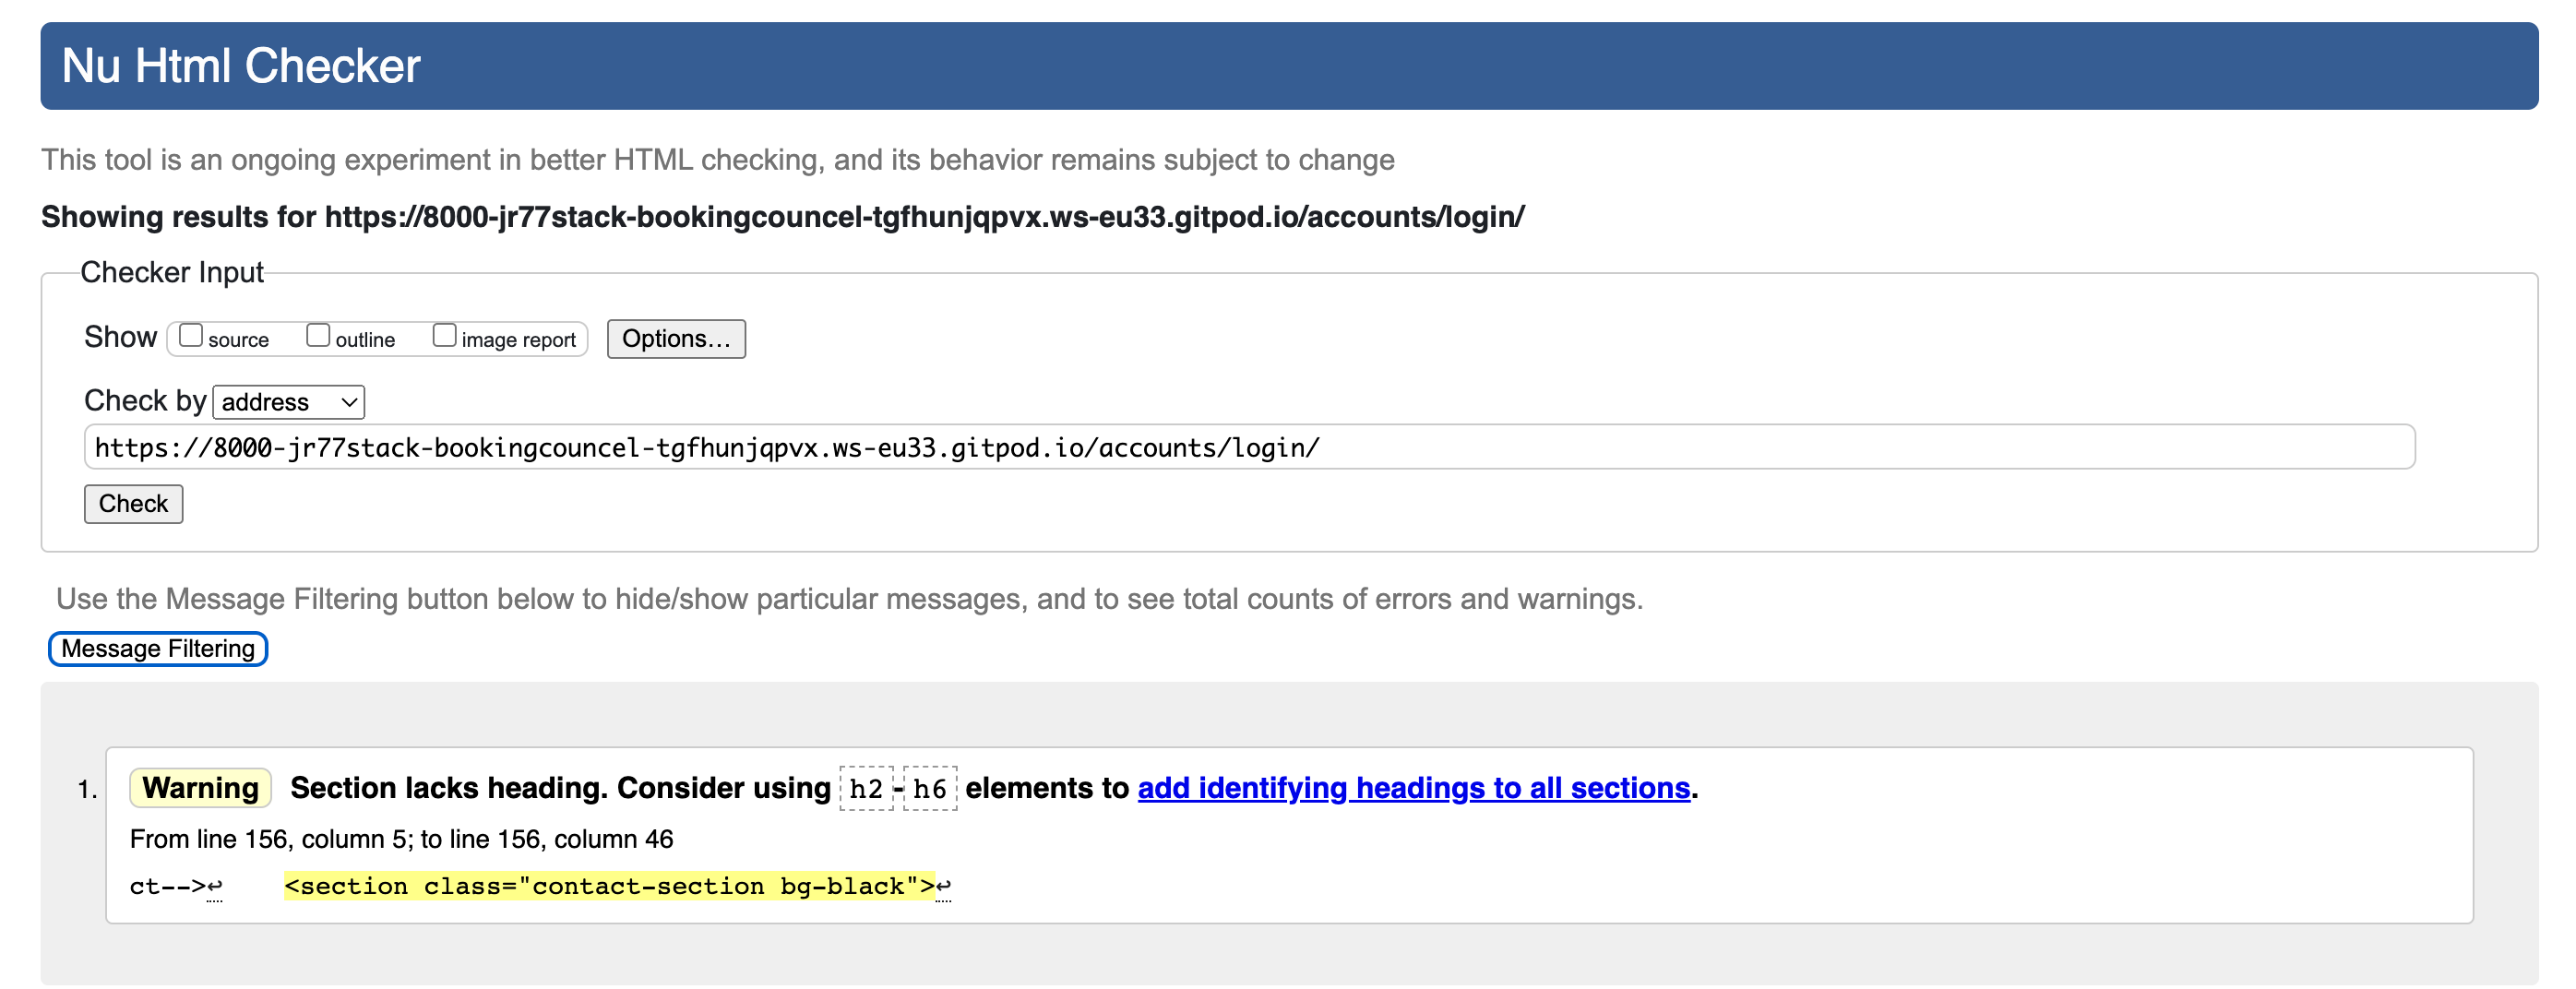 Nu Html Checker
This tool is an ongoing experiment in better HTML checking, and its behavior remains subject to change
Showing results for https://8000-jr77stack-bookingcouncel-tgfhunjqpvx.ws-eu33.gitpod.io/accounts/login/
Checker Input
Show source outline image report Options...
Check by address
https://8000-jr77stack-bookingcouncel-tgfhunjqpvx.ws-eu33.gitpod.io/accounts/login/
Check
Use the Message Filtering button below to hide/show particular messages, and to see total counts of errors and warnings.
Message Filtering
1. Warning Section lacks heading. Consider using h2-h6 elements to add identifying headings to all sections.
From line 156, column 5; to line 156, column 46
ct-->↩ <section class="contact-section bg-black">↩